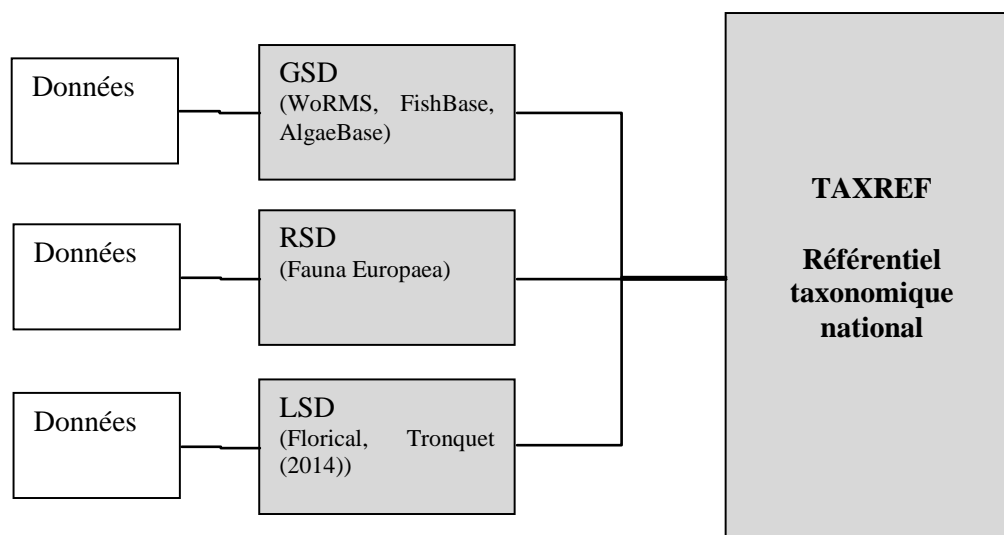 Données
GSD
(WoRMS, FishBase,
AlgaeBase)
Données
RSD
(Fauna Europaea)
Données
LSD
(Florical, Tronquet
(2014))
TAXREF
Référentiel
taxonomique
national